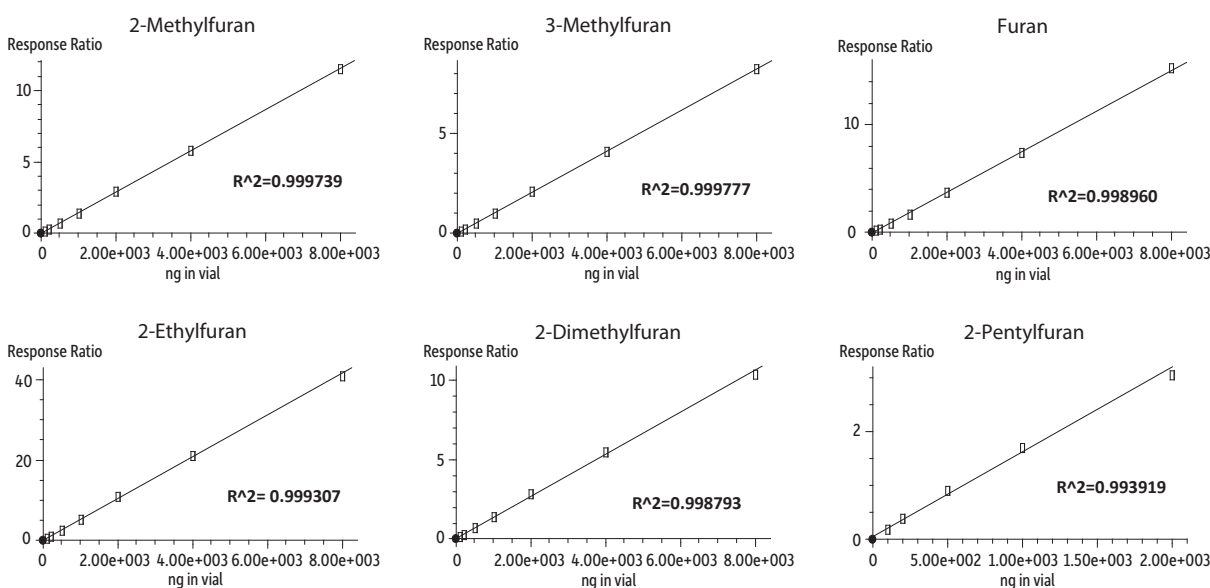 2-Methylfuran
Response Ratio
10
5
0
R^2=0.999739
0 2.00e+003 4.00e+003 6.00e+003 8.00e+003
ng in vial
3-Methylfuran
Response Ratio
5
0
R^2=0.999777
0 2.00e+003 4.00e+003 6.00e+003 8.00e+003
ng in vial
Furan
Response Ratio
10
0
R^2=0.998960
0 2.00e+003 4.00e+003 6.00e+003 8.00e+003
ng in vial
2-Ethylfuran
Response Ratio
40
20
0
R^2= 0.999307
0 2.00e+003 4.00e+003 6.00e+003 8.00e+003
ng in vial
2-Dimethylfuran
Response Ratio
10
5
0
R^2=0.998793
0 2.00e+003 4.00e+003 6.00e+003 8.00e+003
ng in vial
2-Pentylfuran
Response Ratio
2
0
R^2=0.993919
0 5.00e+002 1.00e+003 1.50e+003 2.00e+003
ng in vial